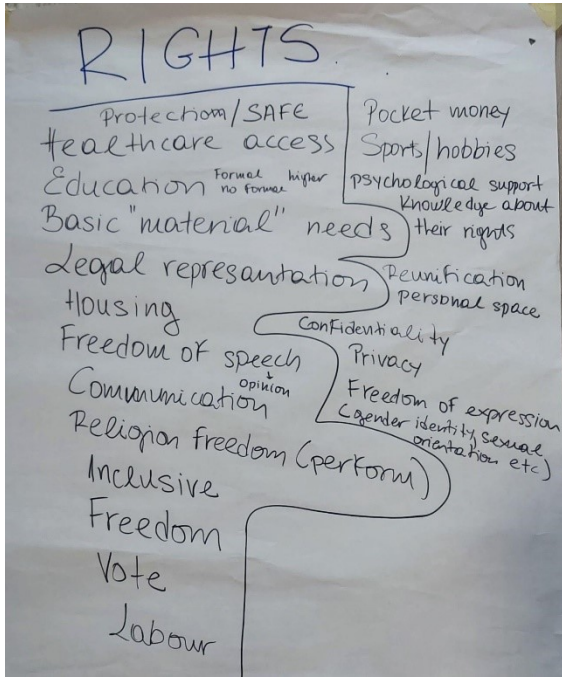 RIGHTS
Protection/SAFE
Healthcare access
Education Formal higher
no formal
Basic "material" needs
Legal represantation
Housing
Freedom of speech
+ opinion
Communication
Religion freedom (perform)
Inclusive
Freedom
Vote
Labour
Pocket money
Sports/hobbies
psychological support
Knowledge about
their rights
Reunification
personal space
Confidentiality
Privacy
Freedom of expression
(gender identity, sexual
orientation etc)